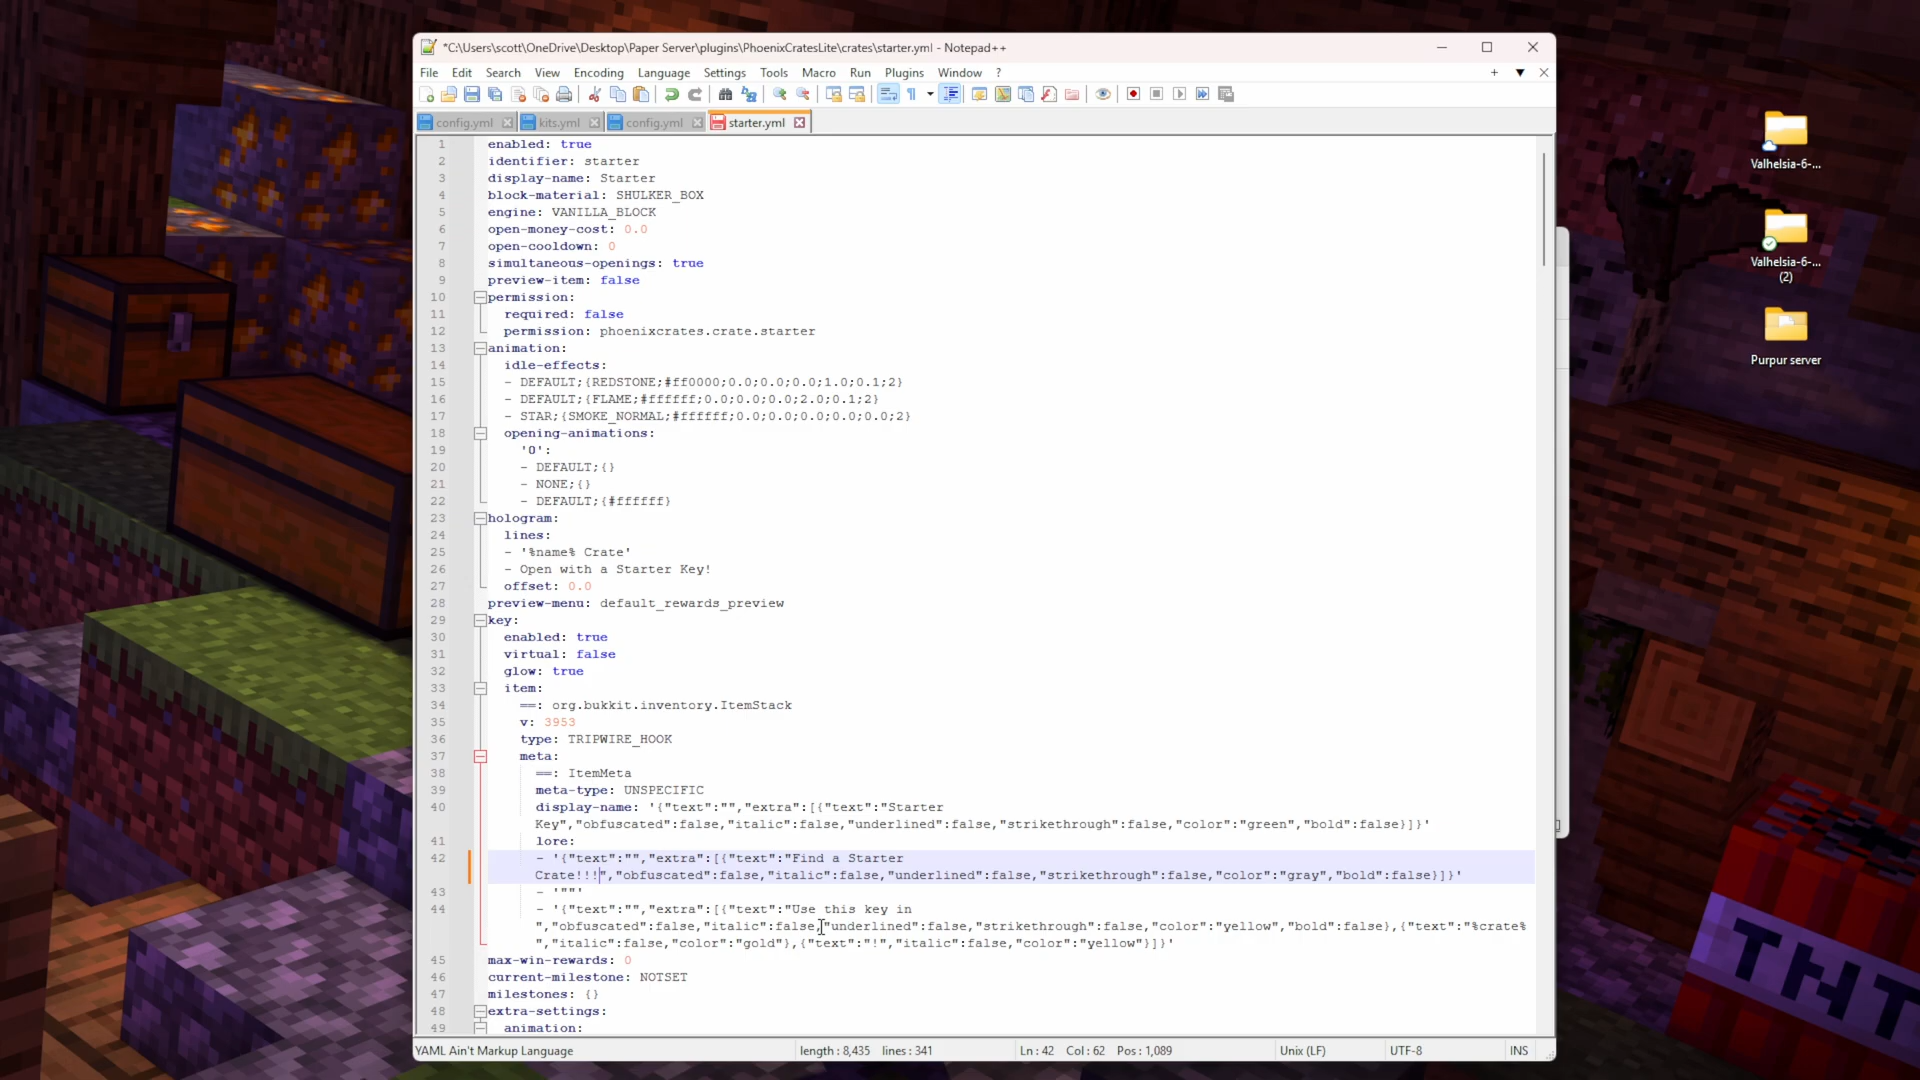 *C:\Users\scott\OneDrive\Desktop\Paper Server\plugins\PhoenixCratesLite\crates\starter.yml - Notepad++
File Edit Search View Encoding Language Settings Tools Macro Run Plugins Window ?
config.yml kits.yml config.yml starter.yml
1 enabled: true
2 identifier: starter
3 display-name: Starter
4 block-material: SHULKER_BOX
5 engine: VANILLA_BLOCK
6 open-money-cost: 0.0
7 open-cooldown: 0
8 simultaneous-openings: true
9 preview-item: false
10 permission:
11 required: false
12 permission: phoenixcrates.crate.starter
13 animation:
14 idle-effects:
15 - DEFAULT;{REDSTONE;#ff0000;0.0;0.0;0.0;1.0;0.1;2}
16 - DEFAULT;{FLAME;#ffffff;0.0;0.0;0.0;2.0;0.1;2}
17 - STAR;{SMOKE_NORMAL;#ffffff;0.0;0.0;0.0;0.0;0.0;2}
18 opening-animations:
19 '0':
20 - DEFAULT;{}
21 - NONE;{}
22 - DEFAULT;{#ffffff}
23 hologram:
24 lines:
25 - '%name% Crate'
26 - Open with a Starter Key!
27 offset: 0.0
28 preview-menu: default_rewards_preview
29 key:
30 enabled: true
31 virtual: false
32 glow: true
33 item:
34 ==: org.bukkit.inventory.ItemStack
35 v: 3953
36 type: TRIPWIRE_HOOK
37 meta:
38 ==: ItemMeta
39 meta-type: UNSPECIFIC
40 display-name: '{"text":"","extra":[{"text":"Starter
Key","obfuscated":false,"italic":false,"underlined":false,"strikethrough":false,"color":"green","bold":false}]}'
41 lore:
42 - '{"text":"","extra":[{"text":"Find a Starter
Crate!!!","obfuscated":false,"italic":false,"underlined":false,"strikethrough":false,"color":"gray","bold":false}]}'
43 - '""'
44 - '{"text":"","extra":[{"text":"Use this key in
","obfuscated":false,"italic":false,"underlined":false,"strikethrough":false,"color":"yellow","bold":false},{"text":"%crate%
","italic":false,"color":"gold"},{"text":"!","italic":false,"color":"yellow"}]}'
45 max-win-rewards: 0
46 current-milestone: NOTSET
47 milestones: {}
48 extra-settings:
49 animation:
YAML Ain't Markup Language length : 8,435 lines : 341 Ln : 42 Col : 62 Pos : 1,089 Unix (LF) UTF-8 INS
Valhelsia-6-...
Valhelsia-6-...
(2)
Purpur server
TNT